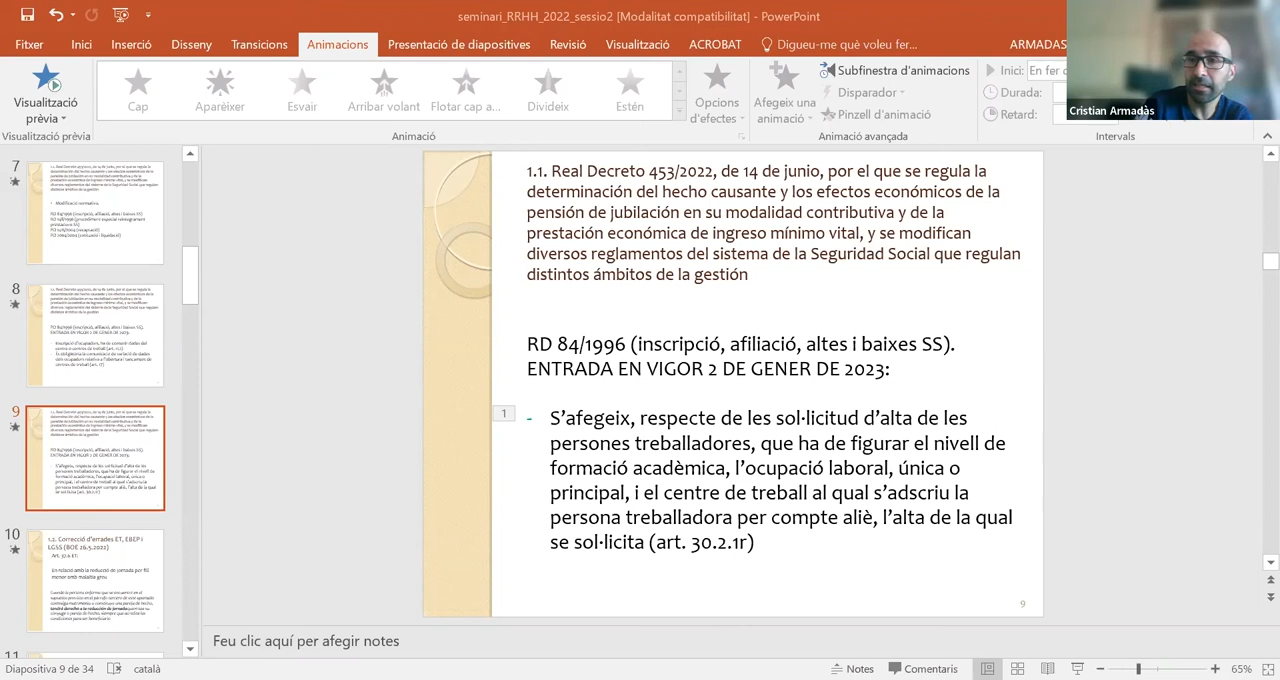 seminari_RRHH_2022_sessio2 [Modalitat compatibilitat] - PowerPoint
Fitxer Inici Inserció Disseny Transicions Animacions Presentació de diapositives Revisió Visualització ACROBAT Digueu-me què voleu fer... ARMADAS
Visualització prèvia
Visualització prèvia
Cap Aparèixer Esvair Arribar volant Flotar cap a... Divideix Estén
Animació
Opcions d'efectes
Afegeix una animació
Subfinestra d'animacions
Disparador
Pinzell d'animació
Animació avançada
Inici: En fer c
Durada:
Retard:
Intervals
Cristian Armadàs
7
8
9
10
1.2. Correcció d'errades ET, EBEP i
LGSS (BOE 26.5.2022)
11
1.1. Real Decreto 453/2022, de 14 de junio, por el que se regula la
determinación del hecho causante y los efectos económicos de la
pensión de jubilación en su modalidad contributiva y de la
prestación económica de ingreso mínimo vital, y se modifican
diversos reglamentos del sistema de la Seguridad Social que regulan
distintos ámbitos de la gestión
RD 84/1996 (inscripció, afiliació, altes i baixes SS).
ENTRADA EN VIGOR 2 DE GENER DE 2023:
1
- S'afegeix, respecte de les sol·licitud d'alta de les
persones treballadores, que ha de figurar el nivell de
formació acadèmica, l'ocupació laboral, única o
principal, i el centre de treball al qual s'adscriu la
persona treballadora per compte aliè, l'alta de la qual
se sol·licita (art. 30.2.1r)
9
Feu clic aquí per afegir notes
Diapositiva 9 de 34 català Notes Comentaris 65%